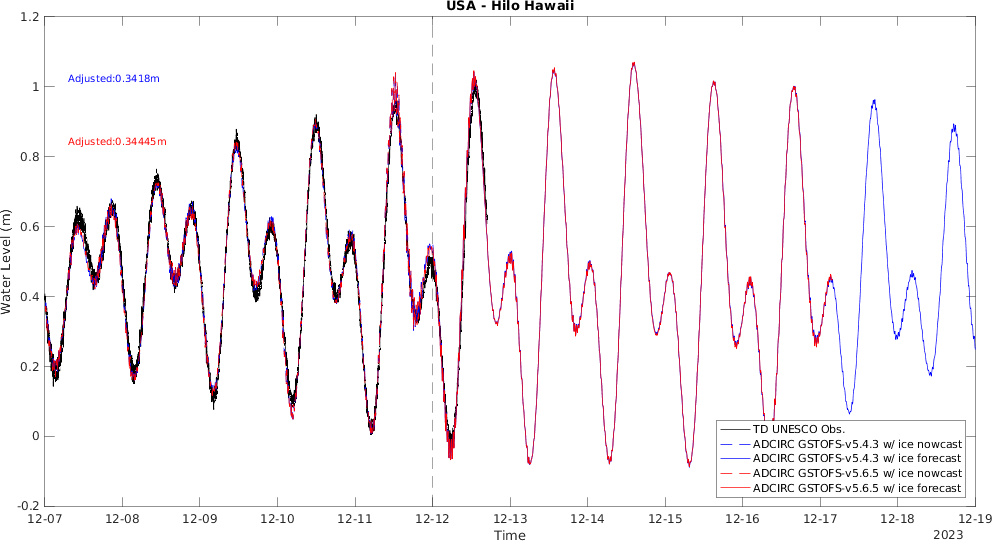 USA - Hilo Hawaii
1.2
1
0.8
0.6
0.4
0.2
0
-0.2
Water Level (m)
Adjusted:0.3418m
Adjusted:0.34445m
TD UNESCO Obs.
ADCIRC GSTOFS-v5.4.3 w/ ice nowcast
ADCIRC GSTOFS-v5.4.3 w/ ice forecast
ADCIRC GSTOFS-v5.6.5 w/ ice nowcast
ADCIRC GSTOFS-v5.6.5 w/ ice forecast
12-07 12-08 12-09 12-10 12-11 12-12 12-13 12-14 12-15 12-16 12-17 12-18 12-19
Time
2023